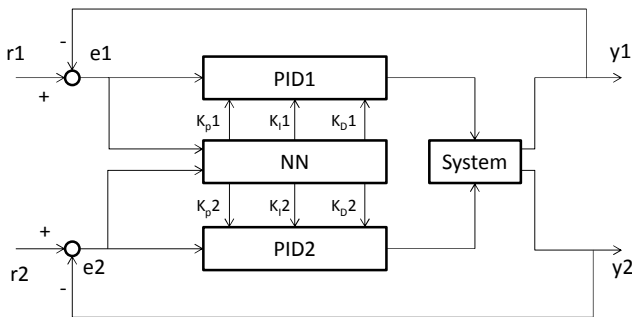 -
r1
e1
+
PID1
y1
Kp1
KI1
KD1
NN
System
Kp2
KI2
KD2
+
PID2
r2
e2
y2
-